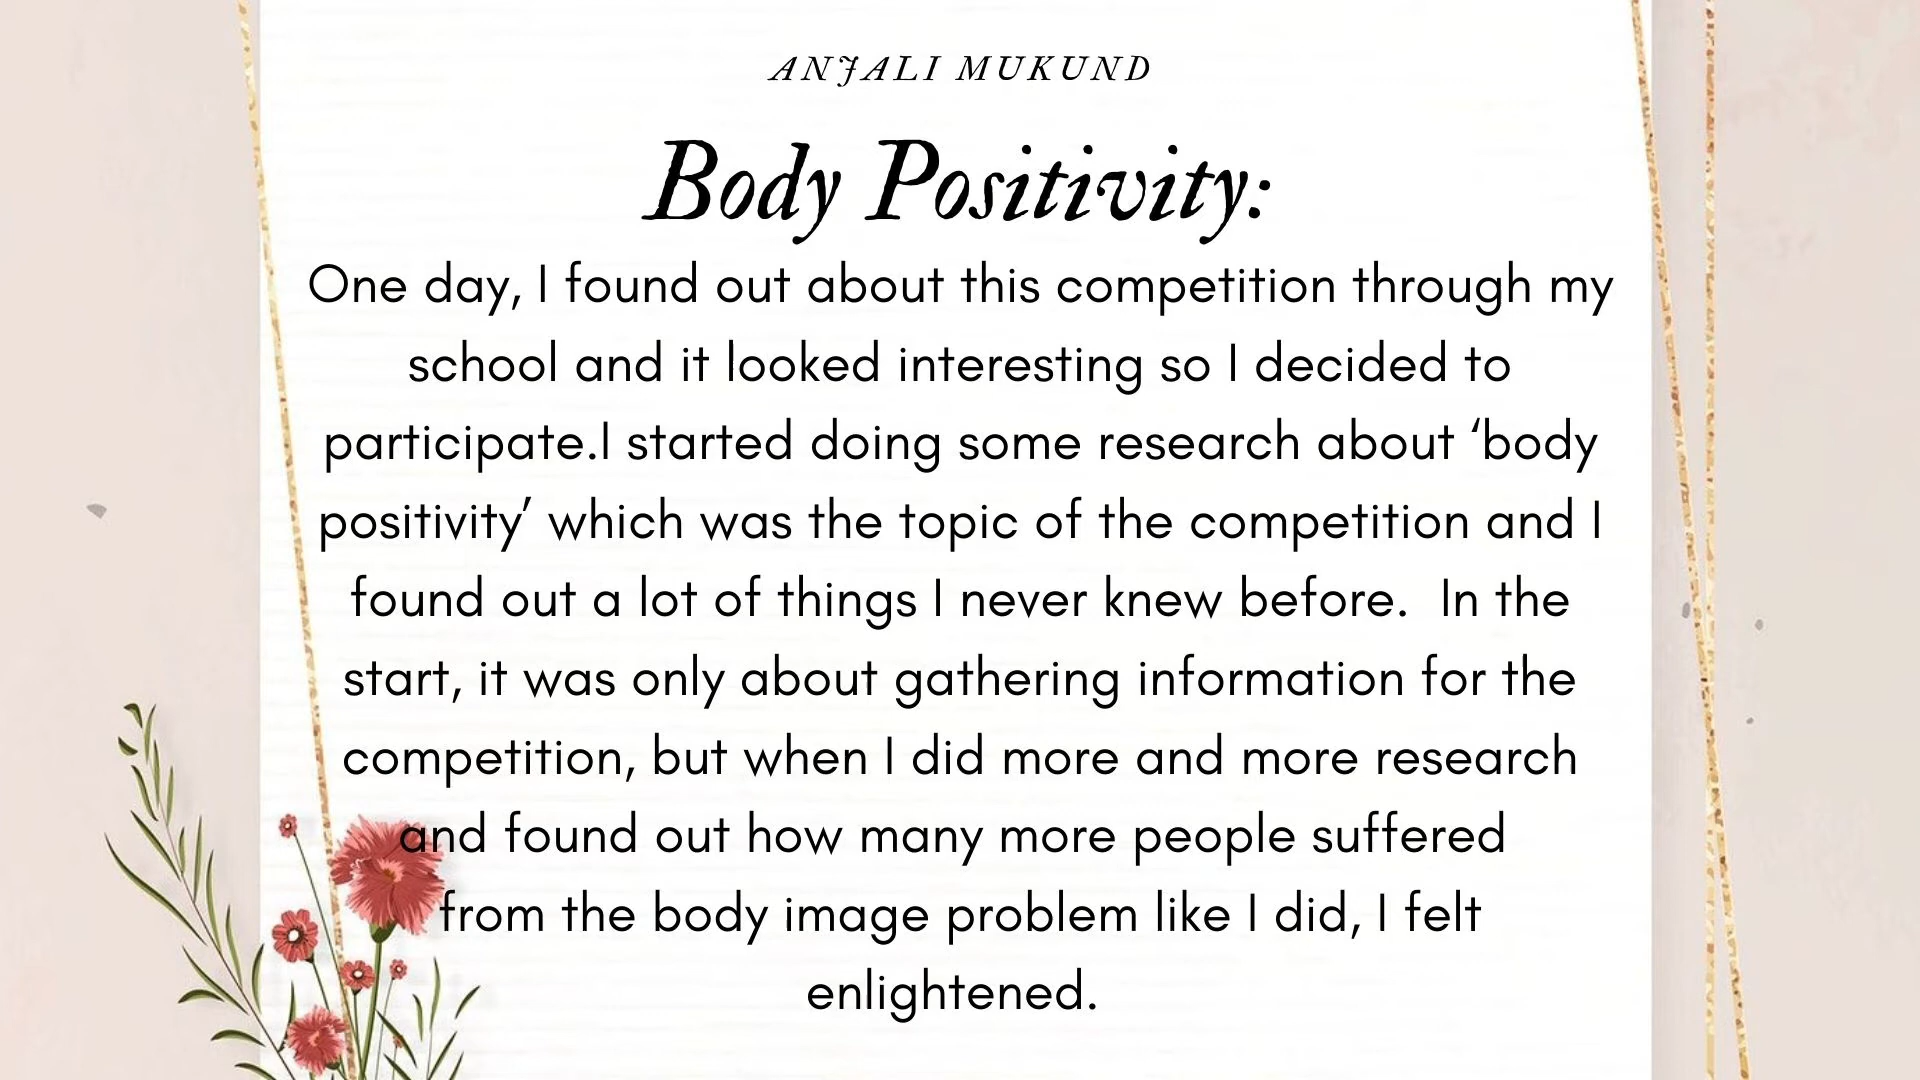 ANJALI MUKUND
Body Positivity:
One day, I found out about this competition through my
school and it looked interesting so I decided to
participate.I started doing some research about ‘body
positivity’ which was the topic of the competition and I
found out a lot of things I never knew before.  In the
start, it was only about gathering information for the
competition, but when I did more and more research
and found out how many more people suffered
from the body image problem like I did, I felt
enlightened.